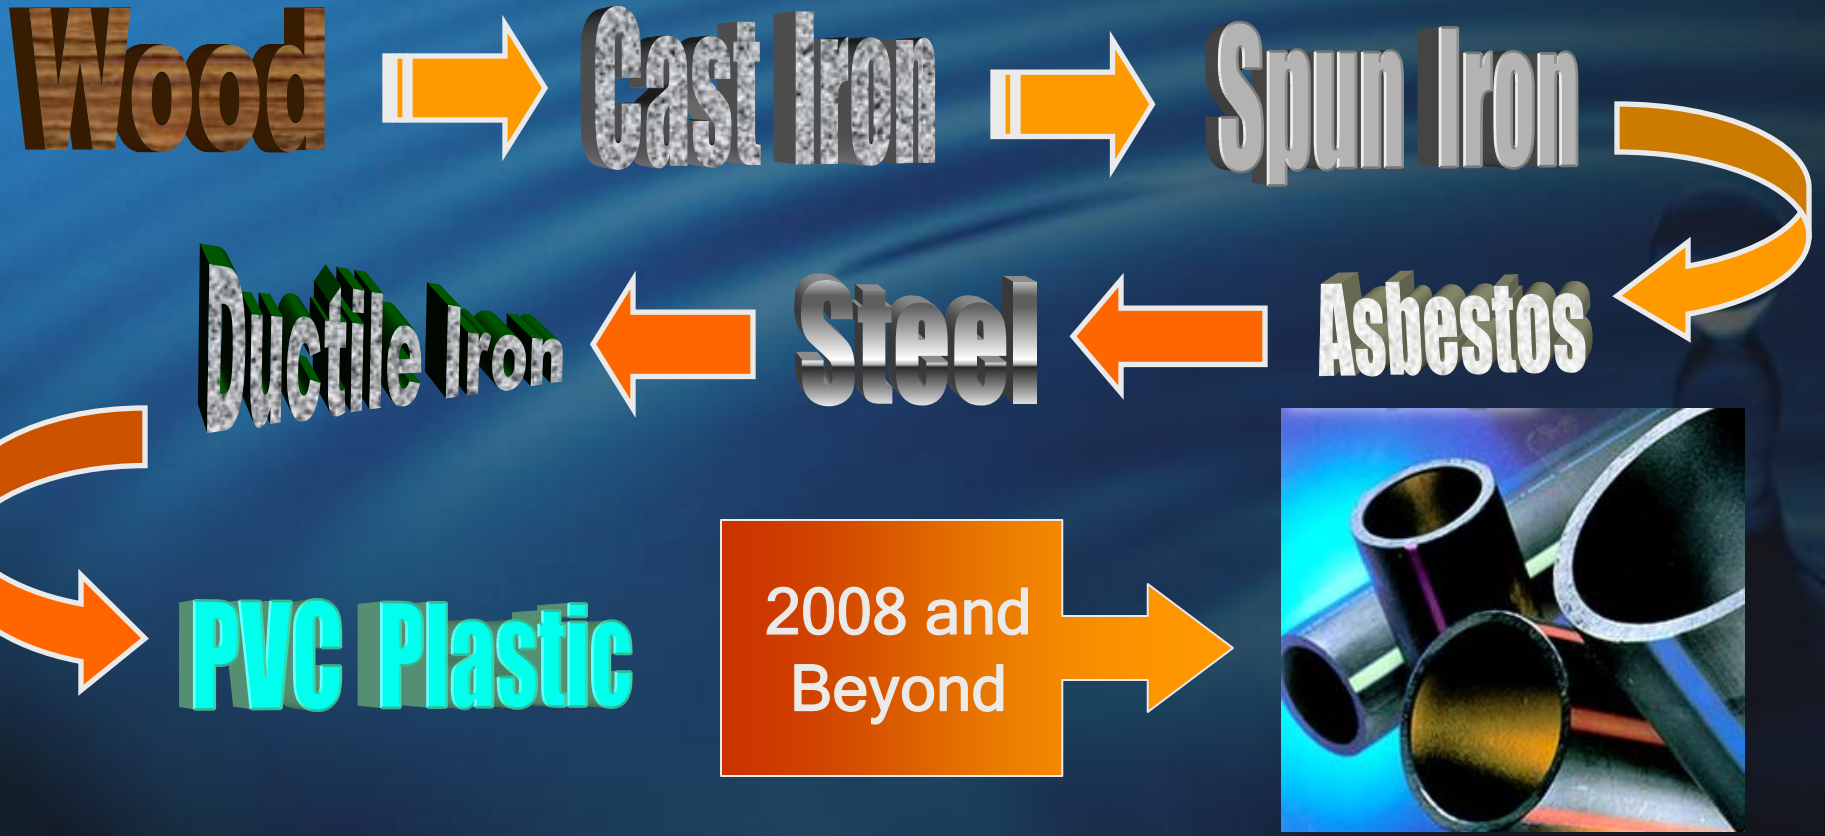 Wood
Cast Iron
Spun Iron
Asbestos
Steel
Ductile Iron
PVC Plastic
2008 and
Beyond